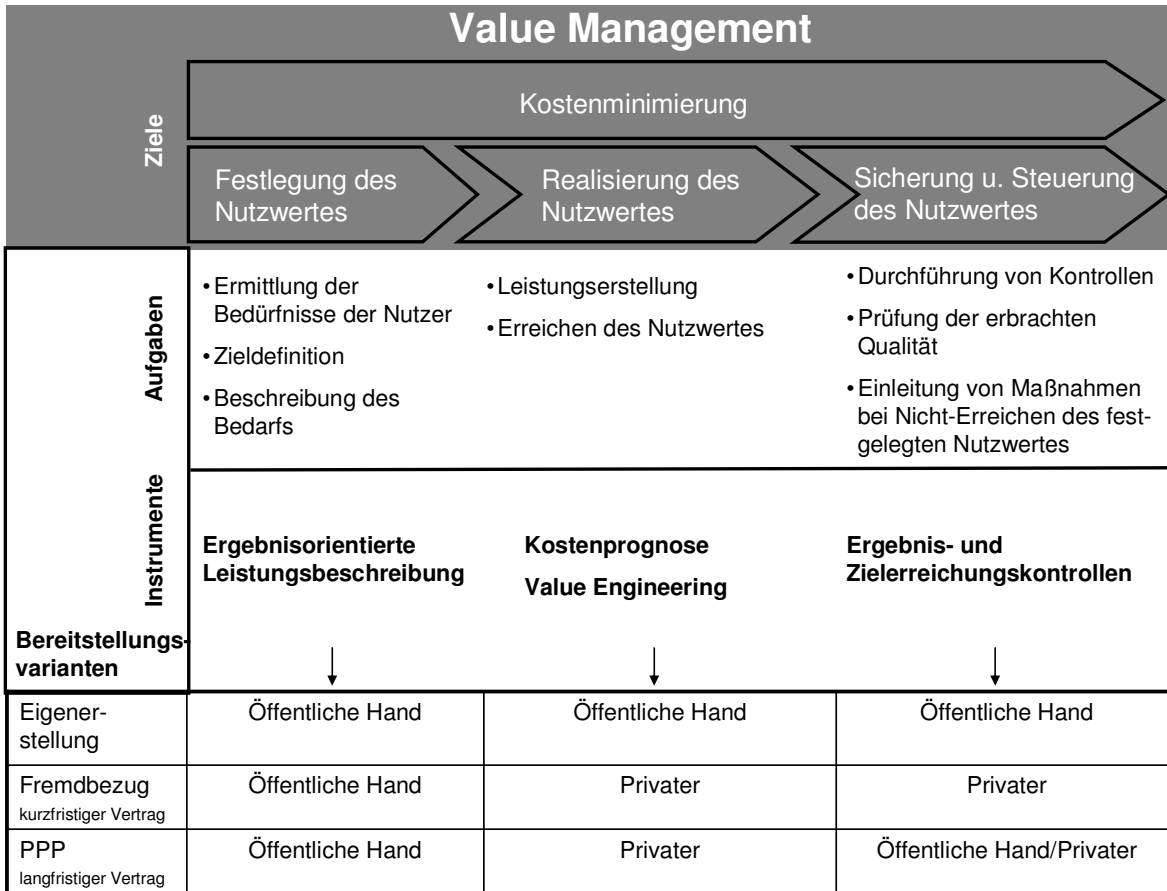 Value Management
Ziele
Kostenminimierung
Festlegung des
Nutzwertes
Realisierung des
Nutzwertes
Sicherung u. Steuerung
des Nutzwertes
Aufgaben
• Ermittlung der
Bedürfnisse der Nutzer
• Zieldefinition
• Beschreibung des
Bedarfs
• Leistungserstellung
• Erreichen des Nutzwertes
• Durchführung von Kontrollen
• Prüfung der erbrachten
Qualität
• Einleitung von Maßnahmen
bei Nicht-Erreichen des fest-
gelegten Nutzwertes
Instrumente
Ergebnisorientierte
Leistungsbeschreibung
Kostenprognose
Value Engineering
Ergebnis- und
Zielerreichungskontrollen
Bereitstellungs-
varianten
Eigener-
stellung
Öffentliche Hand
Öffentliche Hand
Öffentliche Hand
Fremdbezug
kurzfristiger Vertrag
Öffentliche Hand
Privater
Privater
PPP
langfristiger Vertrag
Öffentliche Hand
Privater
Öffentliche Hand/Privater